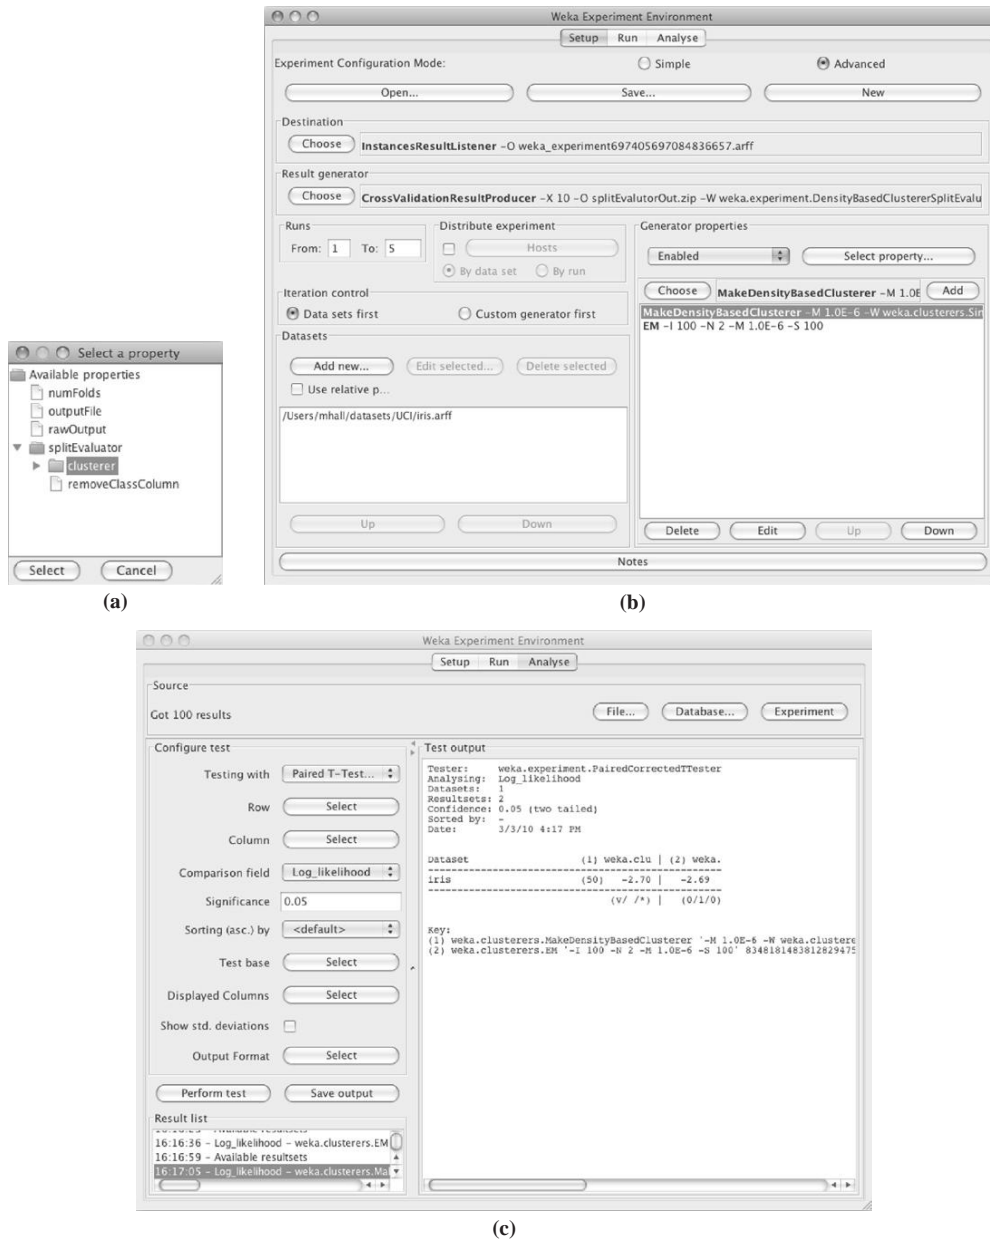 Select a property
Available properties
numFolds
outputFile
rawOutput
splitEvaluator
clusterer
removeClassColumn
Select Cancel
(a)
Weka Experiment Environment
Setup Run Analyse
Experiment Configuration Mode: Simple Advanced
Open... Save... New
Destination
Choose InstancesResultListener -O weka_experiment697405697084836657.arff
Result generator
Choose CrossValidationResultProducer -X 10 -O splitEvalutorOut.zip -W weka.experiment.DensityBasedClustererSplitEvalu
Runs
From: 1 To: 5
Distribute experiment
Hosts
By data set By run
Generator properties
Enabled Select property...
Iteration control
Data sets first Custom generator first
Choose MakeDensityBasedClusterer -M 1.0E Add
MakeDensityBasedClusterer -M 1.0E-6 -W weka.clusterers.Sim
EM -I 100 -N 2 -M 1.0E-6 -S 100
Datasets
Add new... Edit selected... Delete selected
Use relative p...
/Users/mhall/datasets/UCI/iris.arff
Up Down
Delete Edit Up Down
Notes
(b)
Weka Experiment Environment
Setup Run Analyse
Source
Got 100 results File... Database... Experiment
Configure test
Testing with Paired T-Test...
Row Select
Column Select
Comparison field Log_likelihood
Significance 0.05
Sorting (asc.) by <default>
Test base Select
Displayed Columns Select
Show std. deviations
Output Format Select
Perform test Save output
Result list
16:16:36 - Log_likelihood - weka.clusterers.EM
16:16:59 - Available resultsets
16:17:05 - Log_likelihood - weka.clusterers.Mal
Test output
Tester: weka.experiment.PairedCorrectedTTester
Analysing: Log_likelihood
Datasets: 1
Resultsets: 2
Confidence: 0.05 (two tailed)
Sorted by: -
Date: 3/3/10 4:17 PM
Dataset (1) weka.clu | (2) weka.
iris (50) -2.70 | -2.69
(v/ /*) | (0/1/0)
Key:
(1) weka.clusterers.MakeDensityBasedClusterer '-M 1.0E-6 -W weka.clustere
(2) weka.clusterers.EM '-I 100 -N 2 -M 1.0E-6 -S 100' 8348181483812829475
(c)